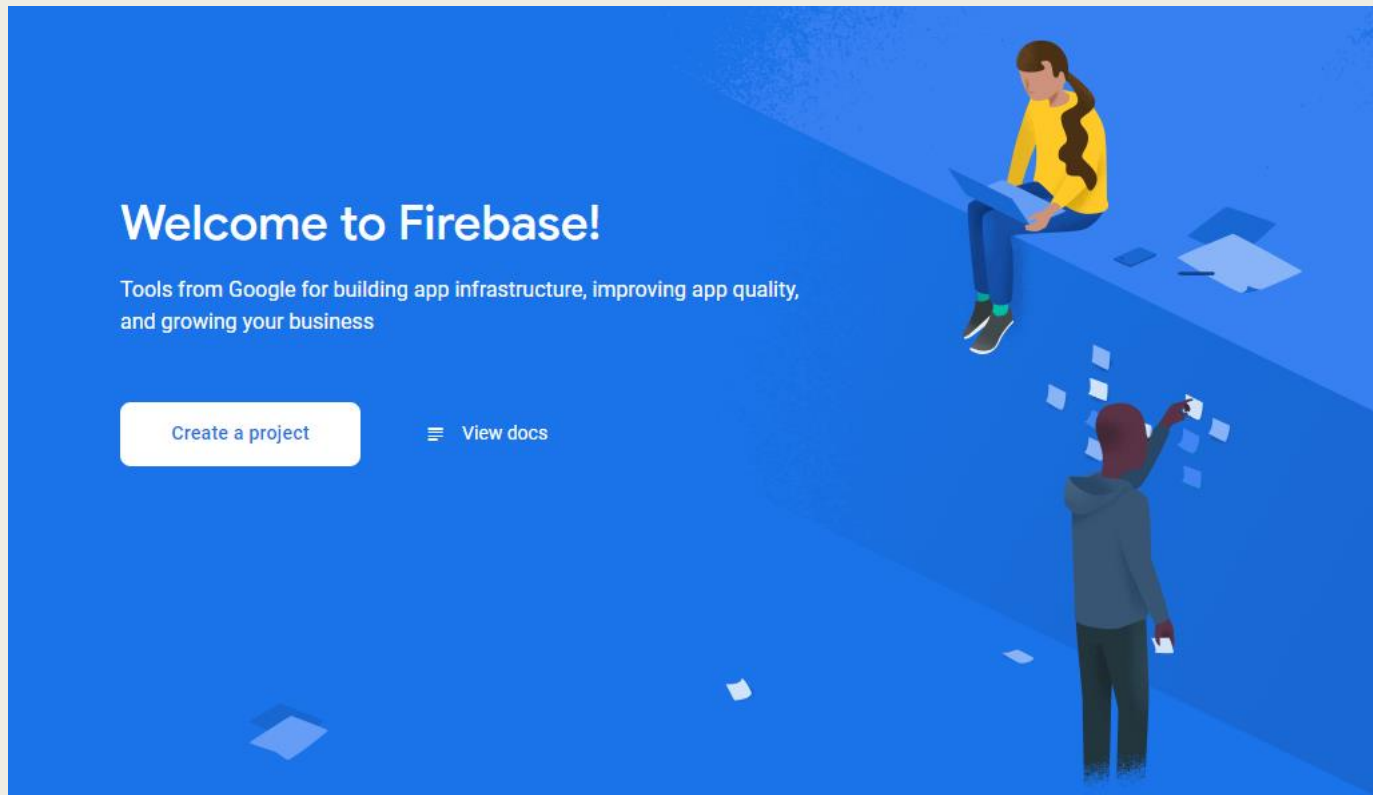 Welcome to Firebase!
Tools from Google for building app infrastructure, improving app quality,
and growing your business
Create a project
View docs